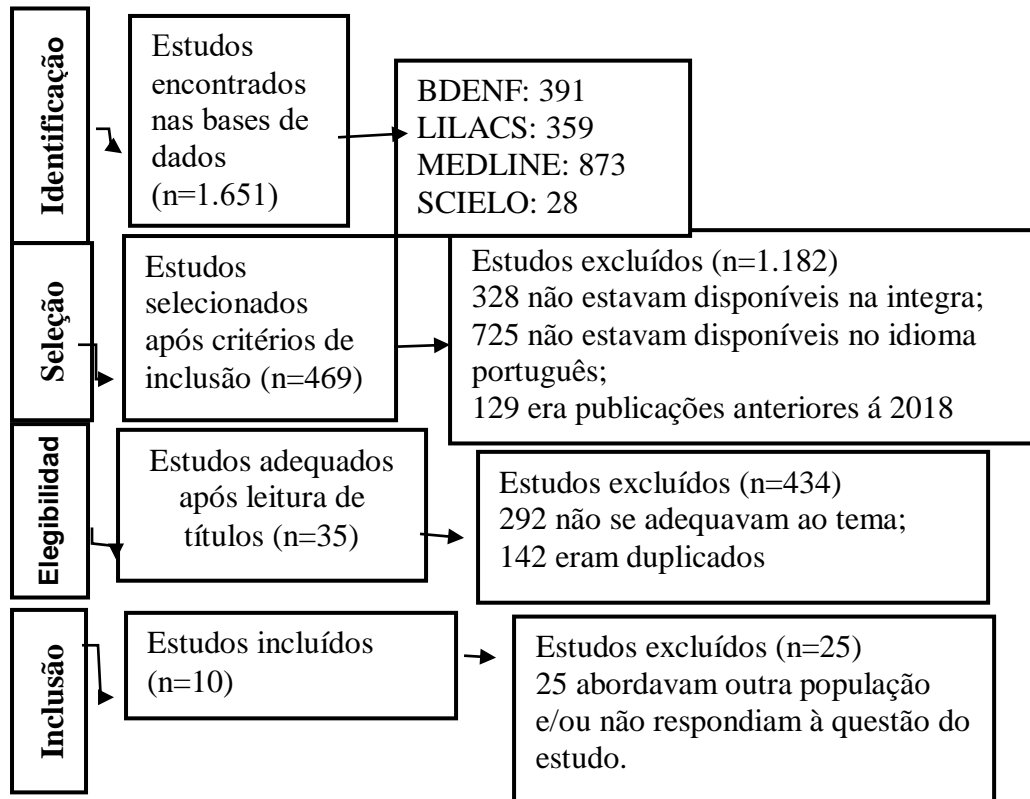 Identificação
Estudos
encontrados
nas bases de
dados
(n=1.651)
BDENF: 391
LILACS: 359
MEDLINE: 873
SCIELO: 28
Seleção
Estudos
selecionados
após critérios de
inclusão (n=469)
Estudos excluídos (n=1.182)
328 não estavam disponíveis na integra;
725 não estavam disponíveis no idioma
português;
129 era publicações anteriores á 2018
Elegibilidad
Estudos adequados
após leitura de
títulos (n=35)
Estudos excluídos (n=434)
292 não se adequavam ao tema;
142 eram duplicados
Inclusão
Estudos incluídos
(n=10)
Estudos excluídos (n=25)
25 abordavam outra população
e/ou não respondiam à questão do
estudo.